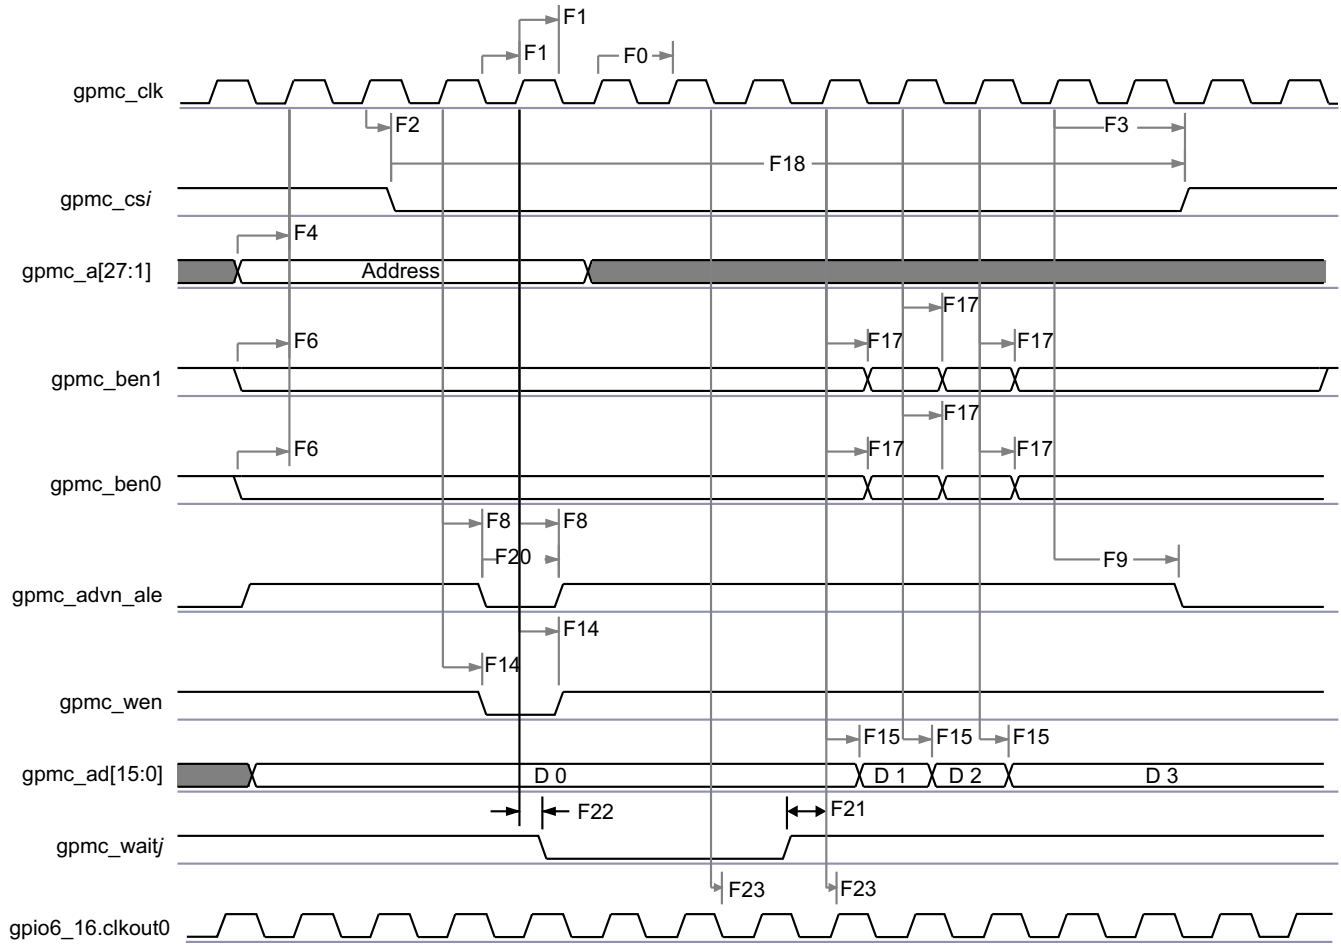 F1
F1
F0
gpmc_clk
F2
F3
F18
gpmc_csi
F4
gpmc_a[27:1]
Address
F17
F6
F17
F17
gpmc_ben1
F17
F6
F17
F17
gpmc_ben0
F8
F8
F20
F9
gpmc_advn_ale
F14
F14
gpmc_wen
F15
F15
F15
gpmc_ad[15:0]
D 0
D 1
D 2
D 3
F22
F21
gpmc_waitj
F23
F23
gpio6_16.clkout0